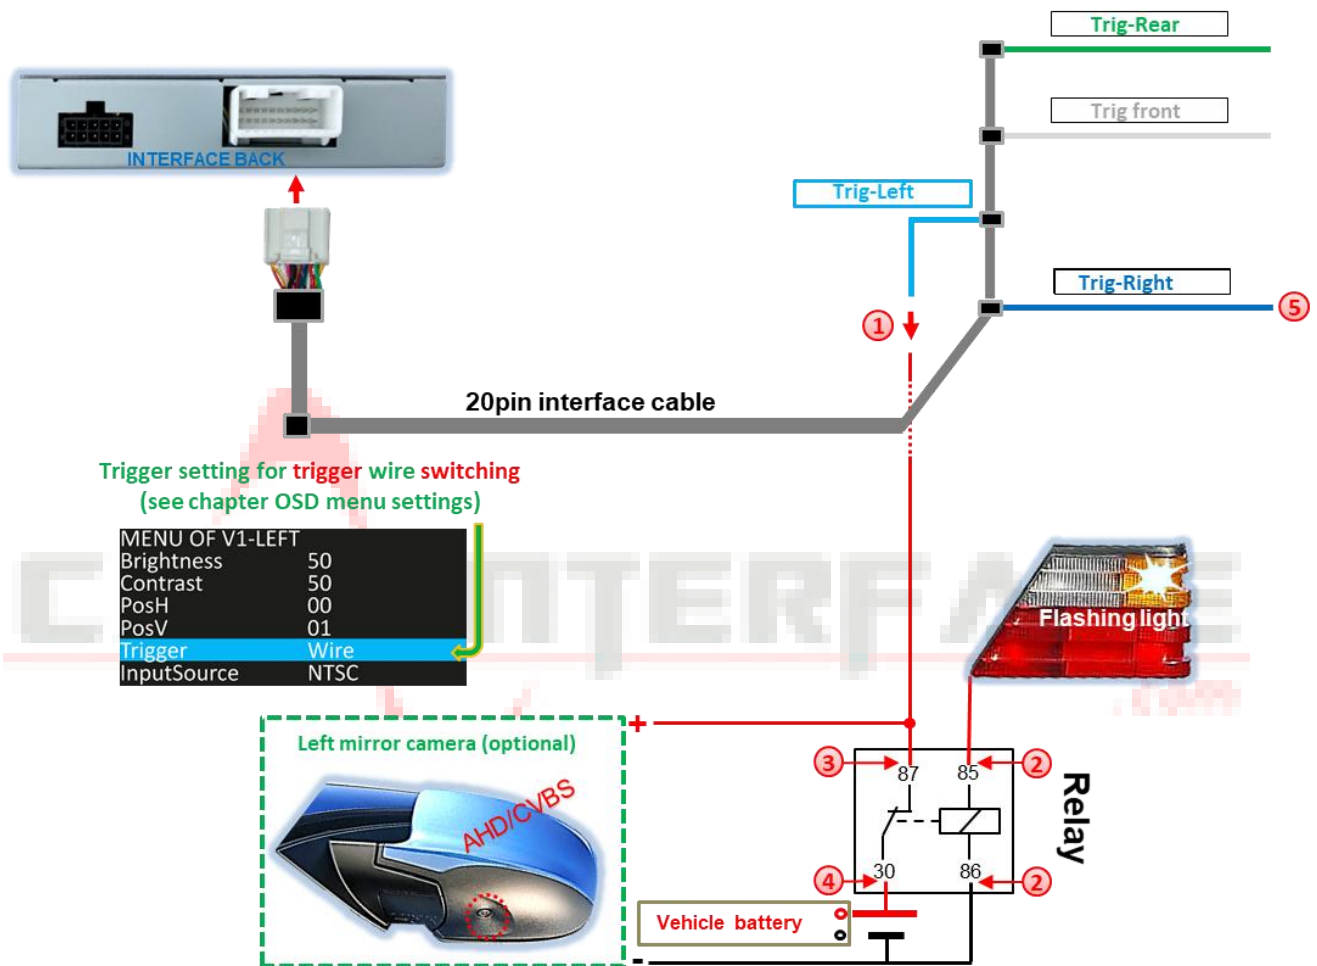 Trig-Rear
Trig front
Trig-Left
Trig-Right
5
1
INTERFACE BACK
20pin interface cable
Trigger setting for trigger wire switching
(see chapter OSD menu settings)
MENU OF V1-LEFT
Brightness 50
Contrast 50
PosH 00
PosV 01
Trigger Wire
InputSource NTSC
Flashing light
.com
+
Left mirror camera (optional)
AHD/CVBS
3
87
85
2
Relay
4
30
86
2
Vehicle battery
-